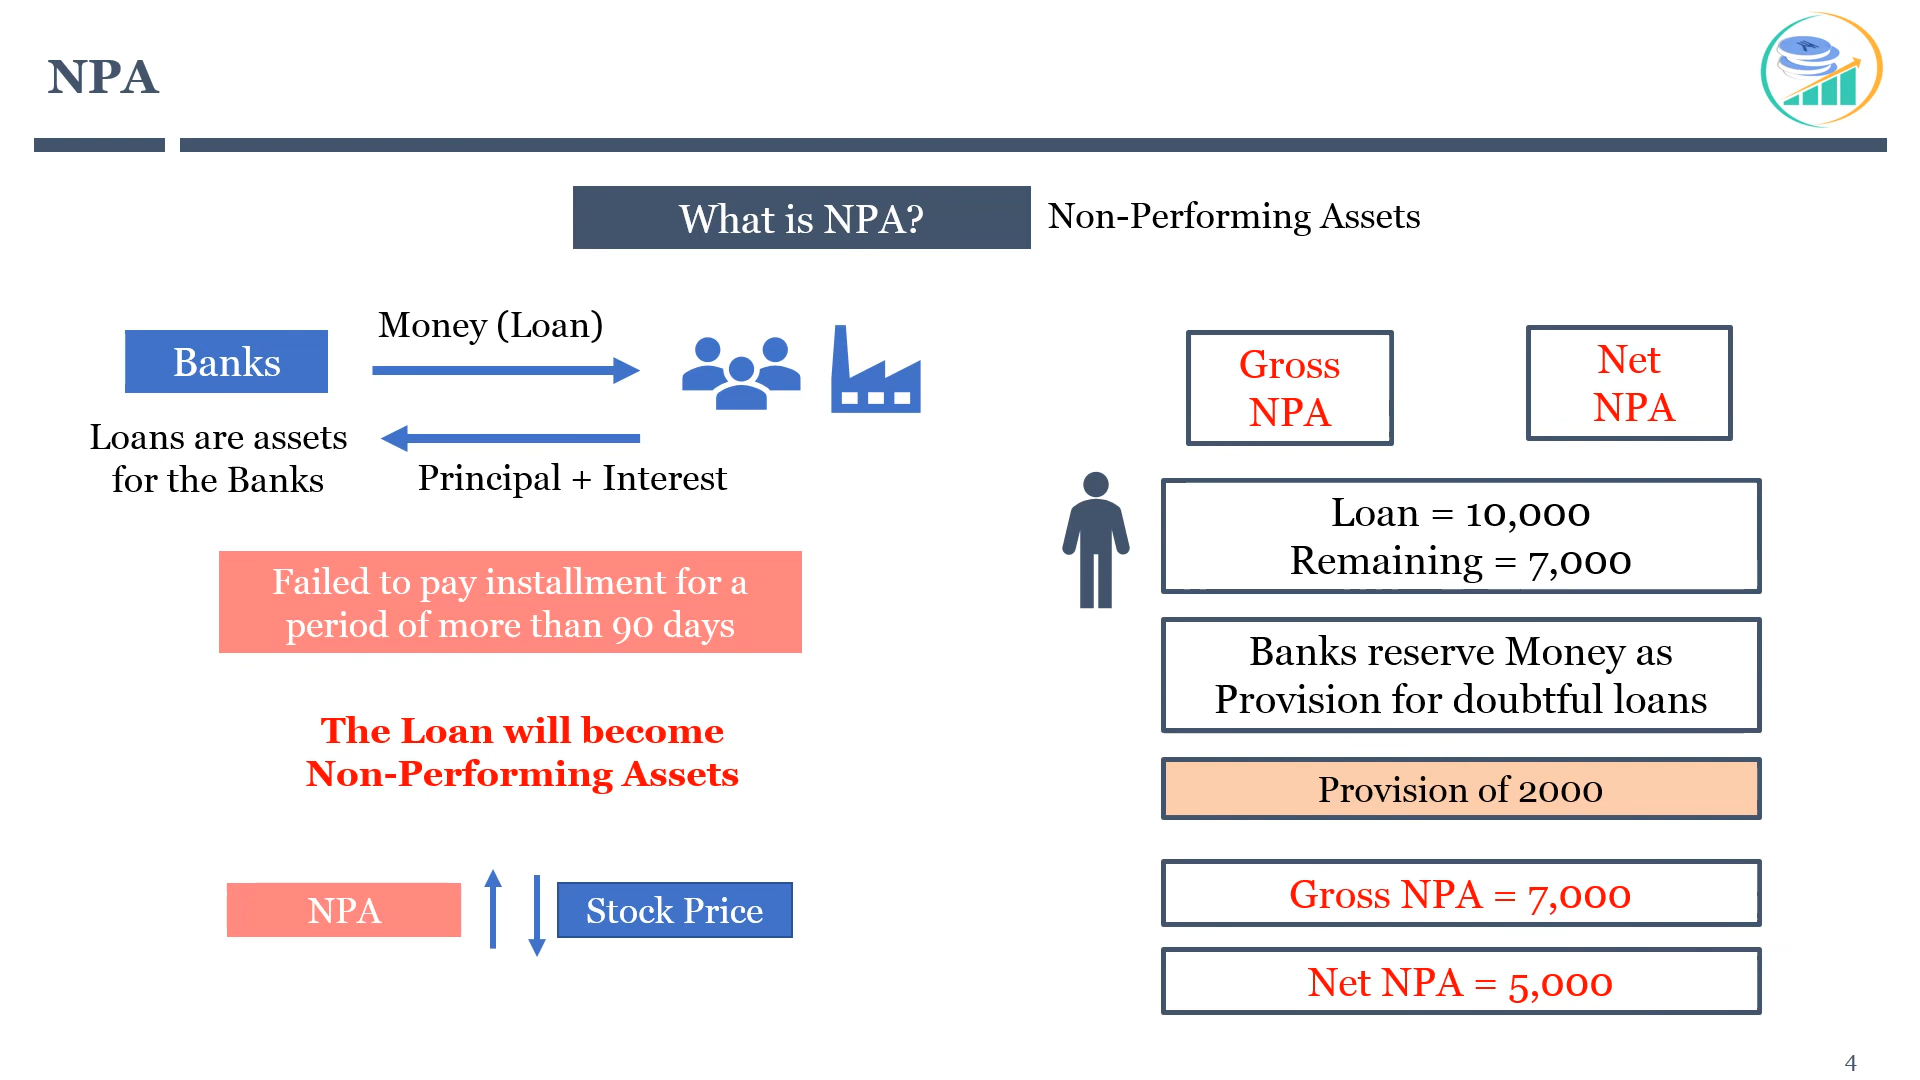 NPA
What is NPA?
Non-Performing Assets
Banks
Money (Loan)
Loans are assets
for the Banks
Principal + Interest
Failed to pay installment for a
period of more than 90 days
The Loan will become
Non-Performing Assets
NPA
Stock Price
Gross
NPA
Net
NPA
Loan = 10,000
Remaining = 7,000
Banks reserve Money as
Provision for doubtful loans
Provision of 2000
Gross NPA = 7,000
Net NPA = 5,000
4